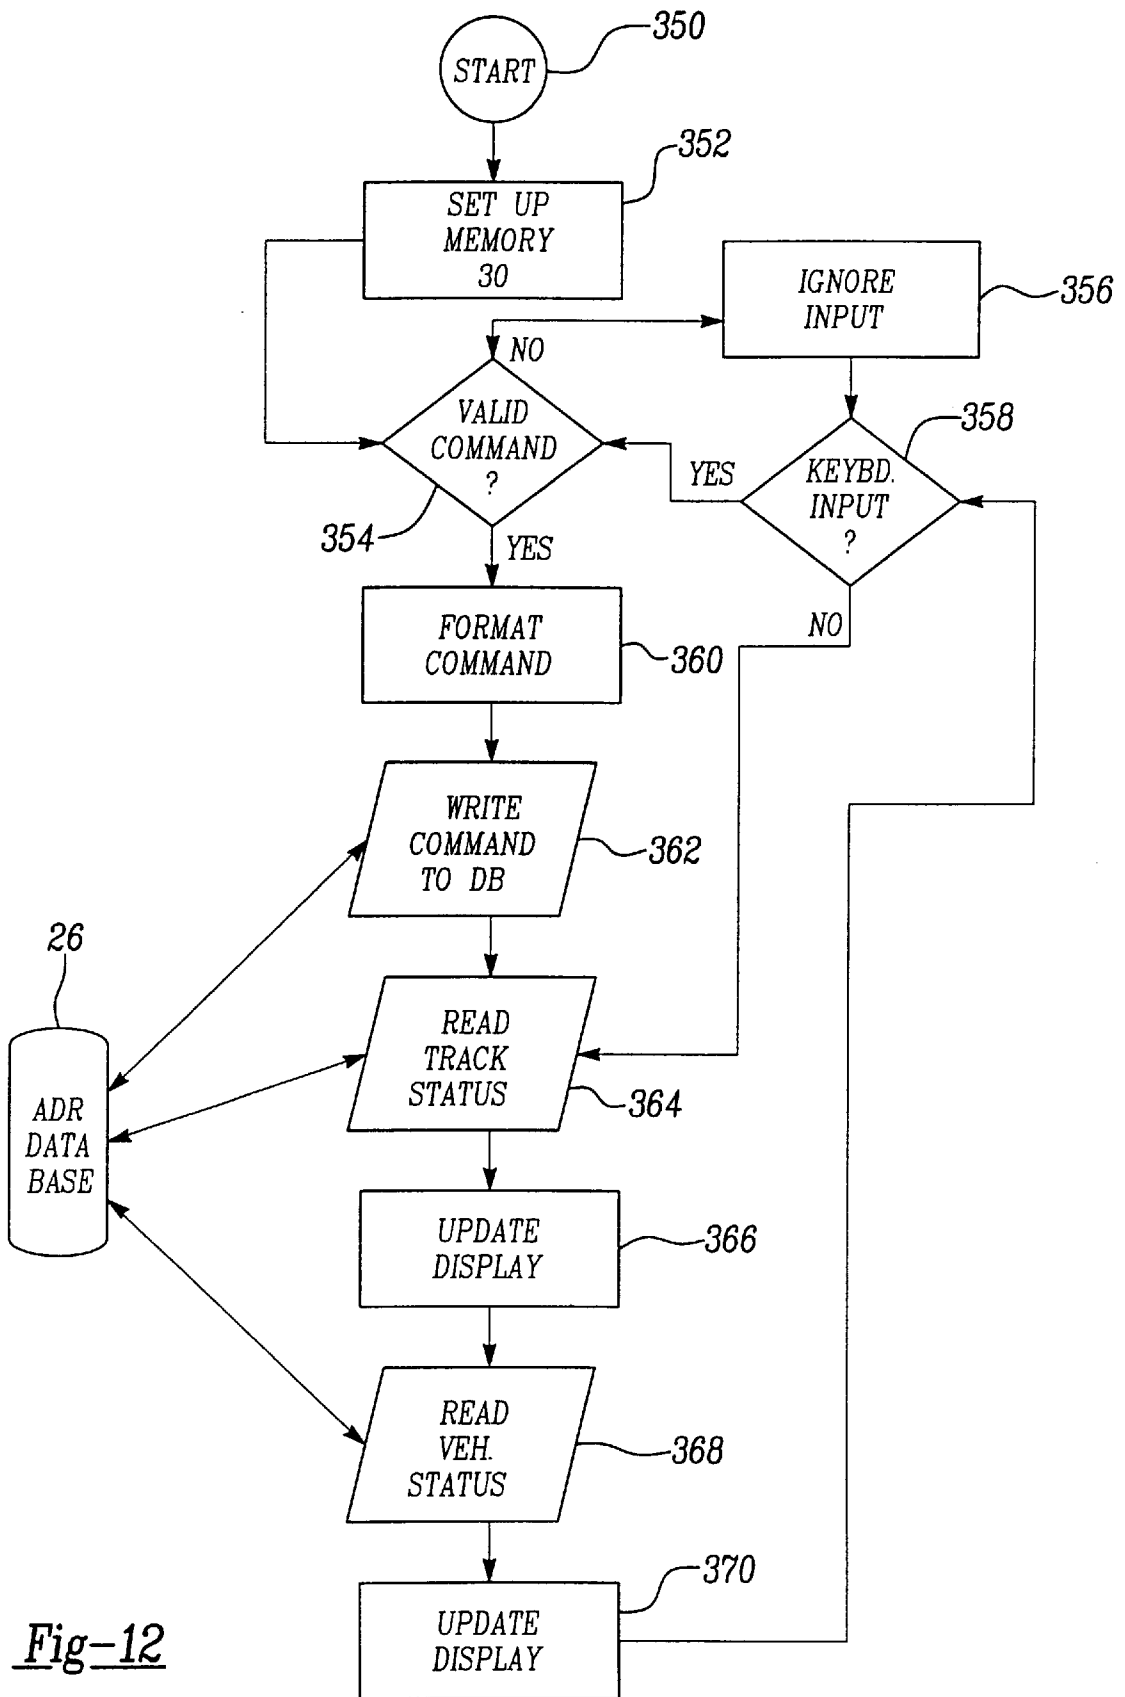 350
START
352
SET UP
MEMORY
30
IGNORE
INPUT
356
NO
VALID
COMMAND
?
354
358
KEYBD.
INPUT
?
YES
YES
NO
FORMAT
COMMAND
360
WRITE
COMMAND
TO DB
362
26
ADR
DATA
BASE
READ
TRACK
STATUS
364
UPDATE
DISPLAY
366
READ
VEH.
STATUS
368
370
UPDATE
DISPLAY
Fig-12